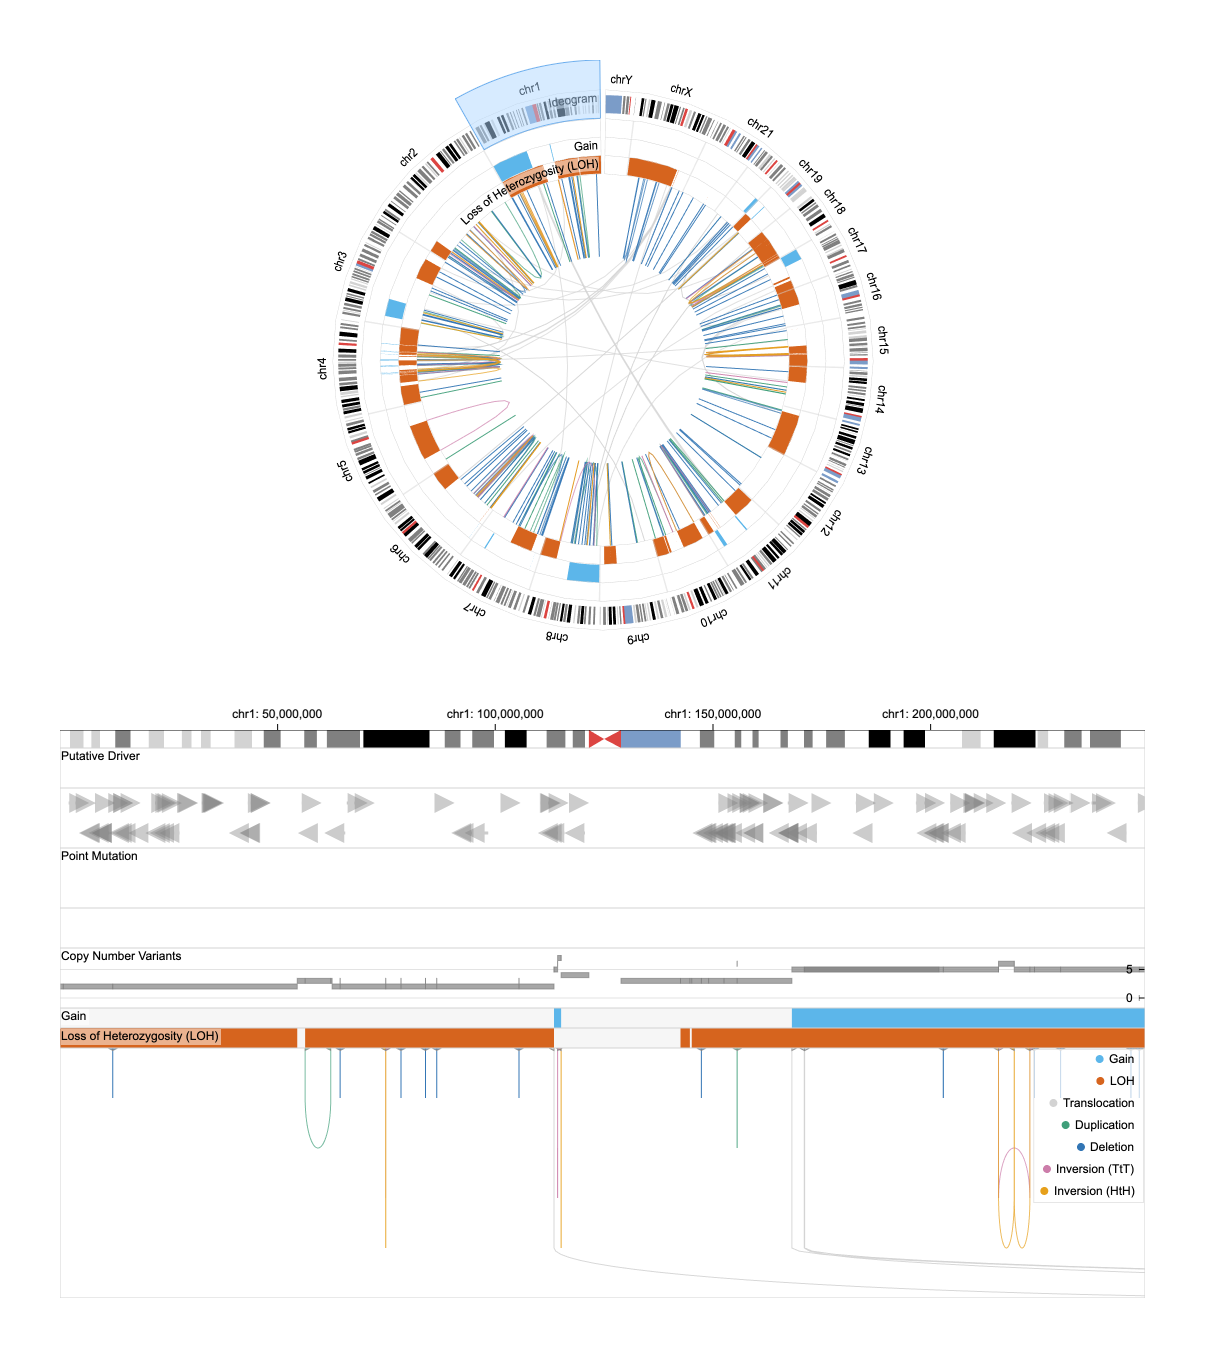 chrY
chrX
chr21
chr19
chr18
chr17
chr16
chr15
chr14
chr13
chr12
chr11
chr10
chr9
chr8
chr7
chr6
chr5
chr4
chr3
chr2
chr1
Ideogram
Gain
Loss of Heterozygosity (LOH)
chr1: 50,000,000
chr1: 100,000,000
chr1: 150,000,000
chr1: 200,000,000
Putative Driver
Point Mutation
Copy Number Variants
5
0
Gain
Loss of Heterozygosity (LOH)
Gain
LOH
Translocation
Duplication
Deletion
Inversion (TtT)
Inversion (HtH)